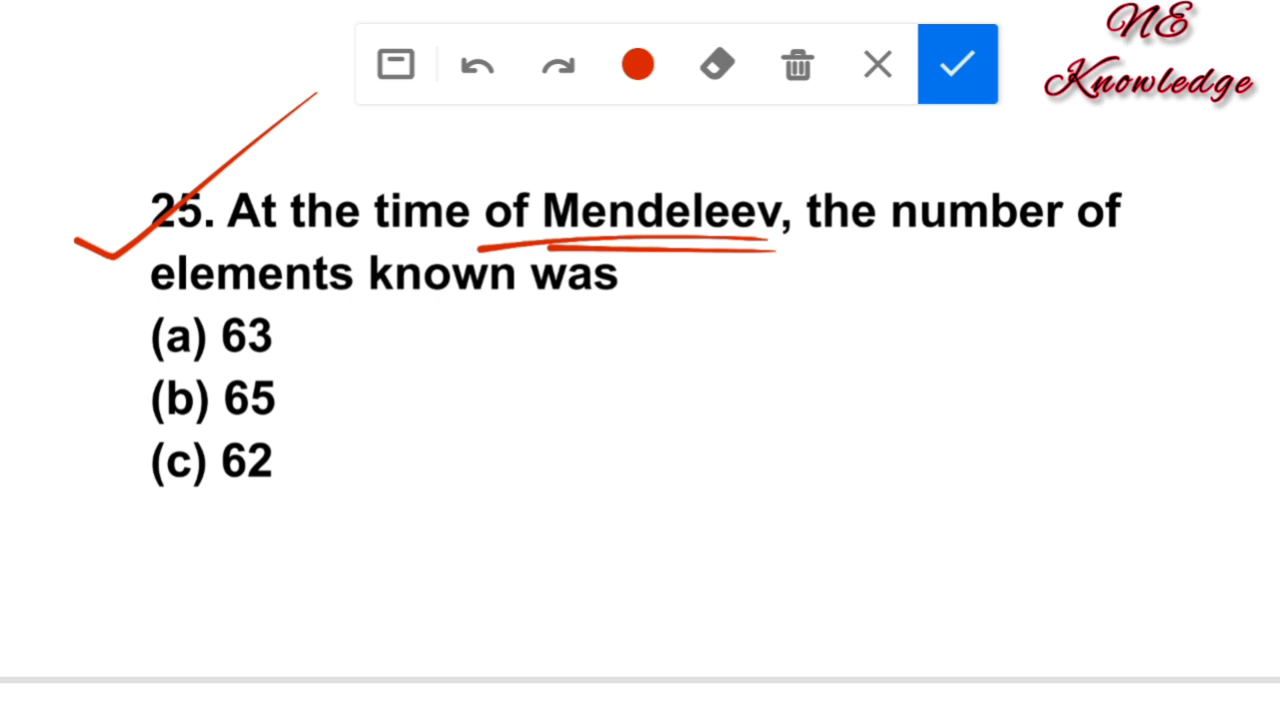 NE
Knowledge
25. At the time of Mendeleev, the number of
elements known was
(a) 63
(b) 65
(c) 62